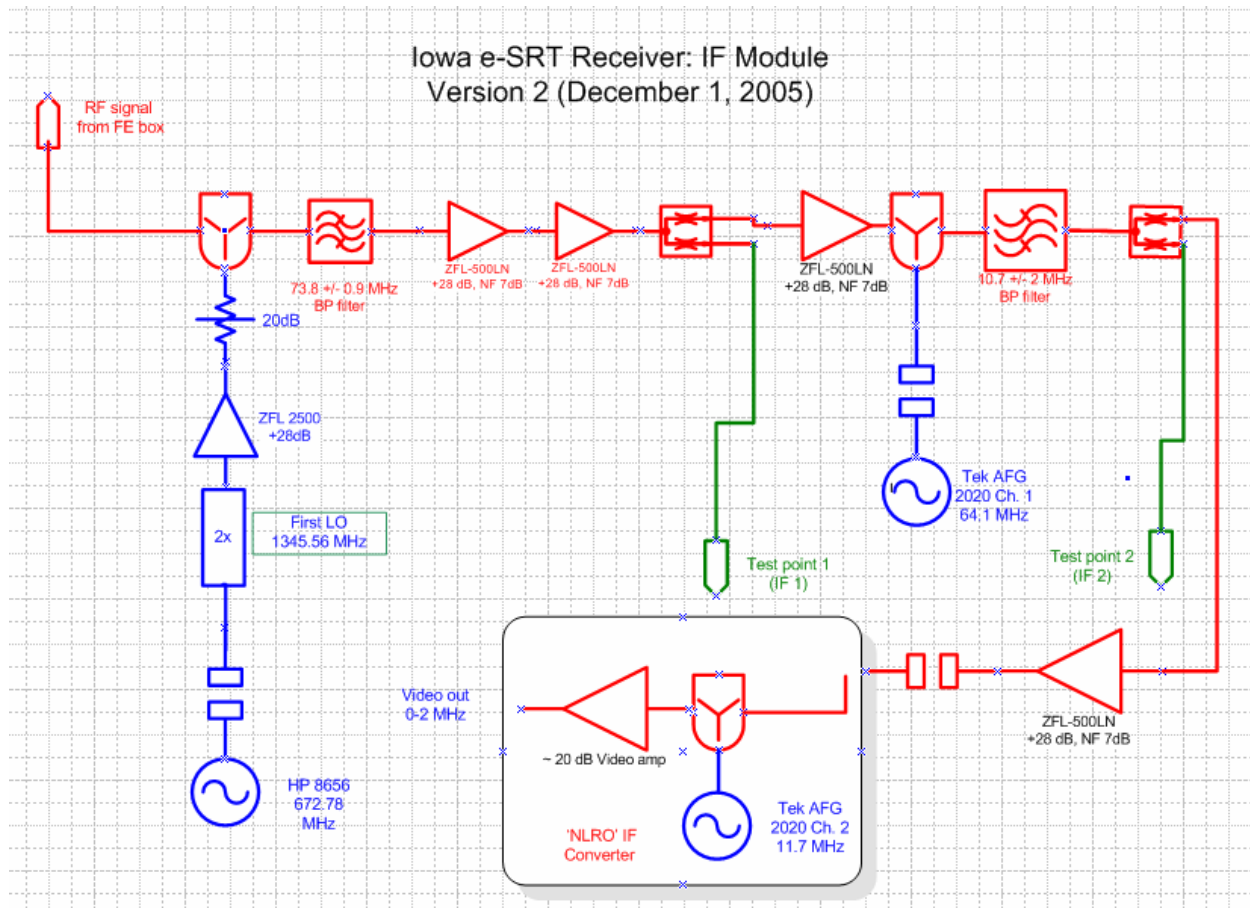 Iowa e-SRT Receiver: IF Module
Version 2 (December 1, 2005)
RF signal
from FE box
73.8 +/- 0.9 MHz
BP filter
ZFL-500LN
+28 dB, NF 7dB
ZFL-500LN
+28 dB, NF 7dB
ZFL-500LN
+28 dB, NF 7dB
10.7 +/- 2 MHz
BP filter
20dB
ZFL 2500
+28dB
2x
First LO
1345.56 MHz
Tek AFG
2020 Ch. 1
64.1 MHz
Test point 1
(IF 1)
Test point 2
(IF 2)
HP 8656
672.78
MHz
Video out
0-2 MHz
~ 20 dB Video amp
'NLRO' IF
Converter
Tek AFG
2020 Ch. 2
11.7 MHz
ZFL-500LN
+28 dB, NF 7dB